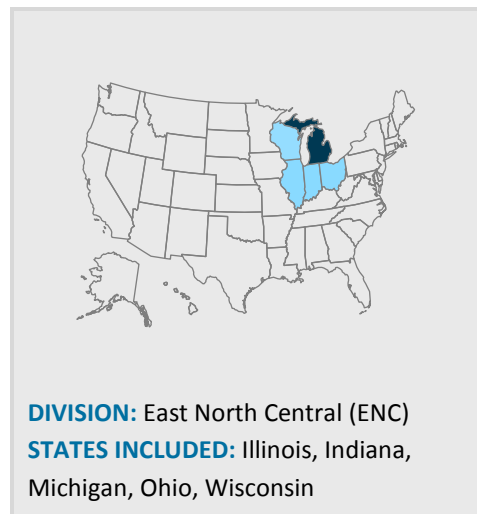 DIVISION: East North Central (ENC)
STATES INCLUDED: Illinois, Indiana,
Michigan, Ohio, Wisconsin